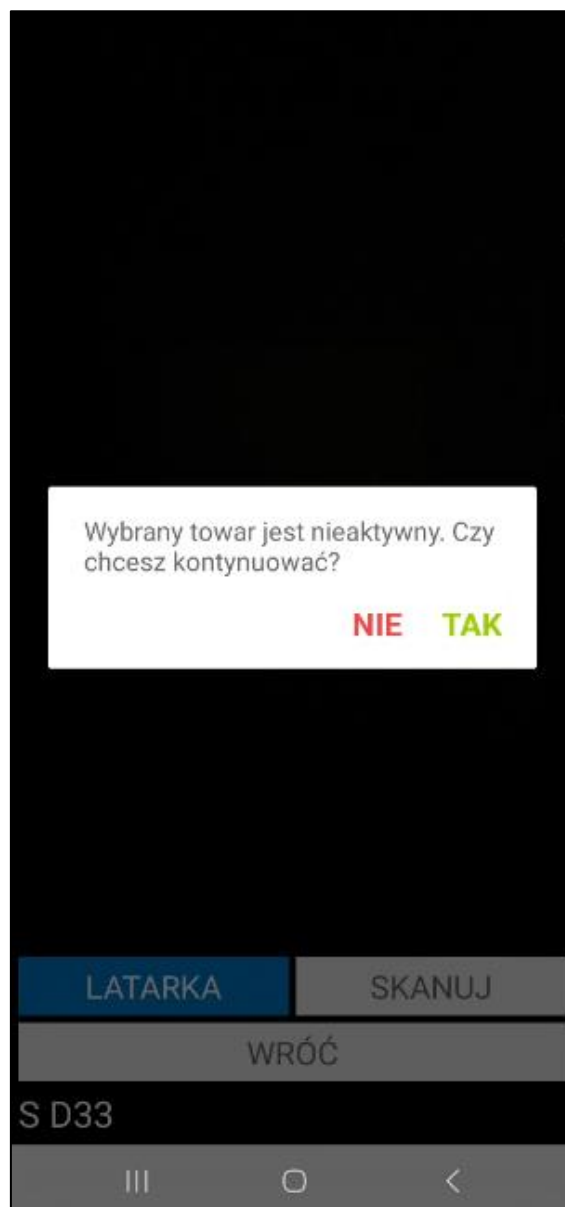 Wybrany towar jest nieaktywny. Czy
chcesz kontynuować?
NIE TAK
LATARKA SKANUJ
WRÓĆ
S D33